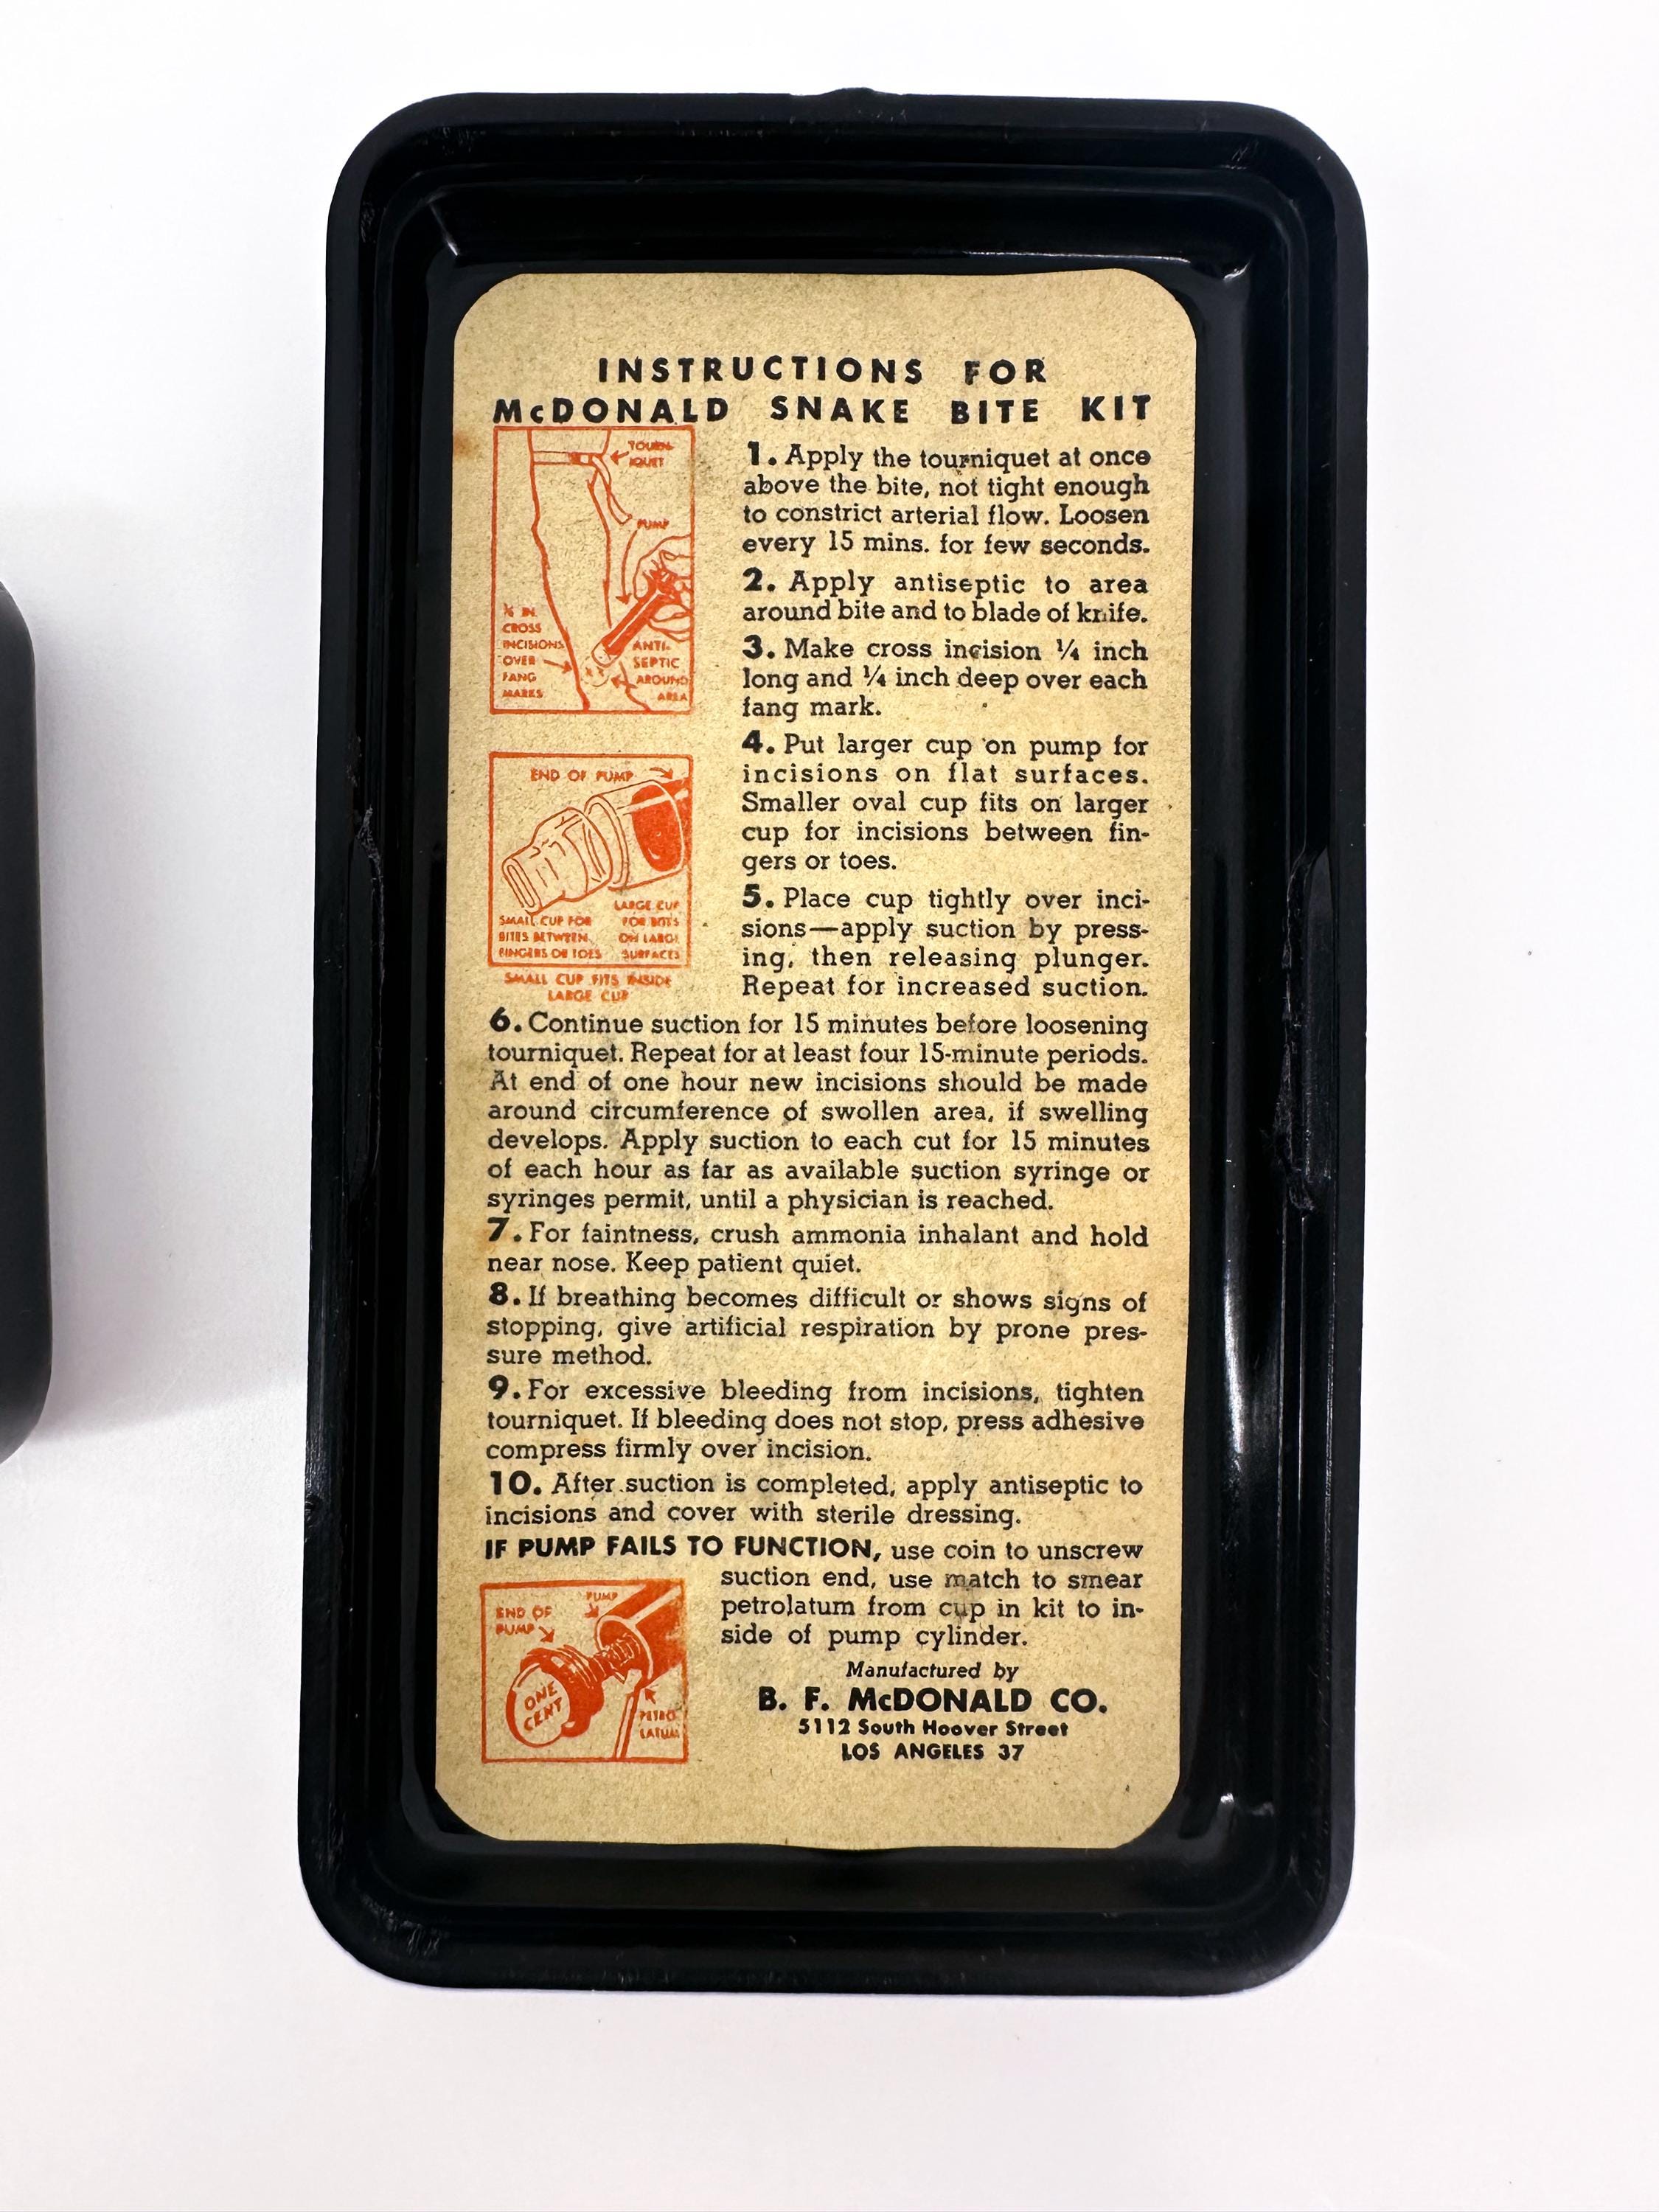 INSTRUCTIONS FOR
McDONALD SNAKE BITE KIT
TOURN-
IQUET
PUMP
¼ IN.
CROSS
INCISIONS
OVER
FANG
MARKS
ANTI-
SEPTIC
AROUND
AREA
1. Apply the tourniquet at once
above the bite, not tight enough
to constrict arterial flow. Loosen
every 15 mins. for few seconds.
2. Apply antiseptic to area
around bite and to blade of knife.
3. Make cross incision ¼ inch
long and ¼ inch deep over each
fang mark.
END OF PUMP
SMALL CUP FOR
BITES BETWEEN
FINGERS OR TOES
LARGE CUP
FOR BITES
ON LARGE
SURFACES
SMALL CUP FITS INSIDE
LARGE CUP
4. Put larger cup on pump for
incisions on flat surfaces.
Smaller oval cup fits on larger
cup for incisions between fin-
gers or toes.
5. Place cup tightly over inci-
sions—apply suction by press-
ing, then releasing plunger.
Repeat for increased suction.
6. Continue suction for 15 minutes before loosening
tourniquet. Repeat for at least four 15-minute periods.
At end of one hour new incisions should be made
around circumference of swollen area, if swelling
develops. Apply suction to each cut for 15 minutes
of each hour as far as available suction syringe or
syringes permit, until a physician is reached.
7. For faintness, crush ammonia inhalant and hold
near nose. Keep patient quiet.
8. If breathing becomes difficult or shows signs of
stopping, give artificial respiration by prone pres-
sure method.
9. For excessive bleeding from incisions, tighten
tourniquet. If bleeding does not stop, press adhesive
compress firmly over incision.
10. After suction is completed, apply antiseptic to
incisions and cover with sterile dressing.
IF PUMP FAILS TO FUNCTION, use coin to unscrew
suction end, use match to smear
petrolatum from cup in kit to in-
side of pump cylinder.
END OF
PUMP
PUMP
ONE
CENT
PETRO-
LATUM
Manufactured by
B. F. McDONALD CO.
5112 South Hoover Street
LOS ANGELES 37